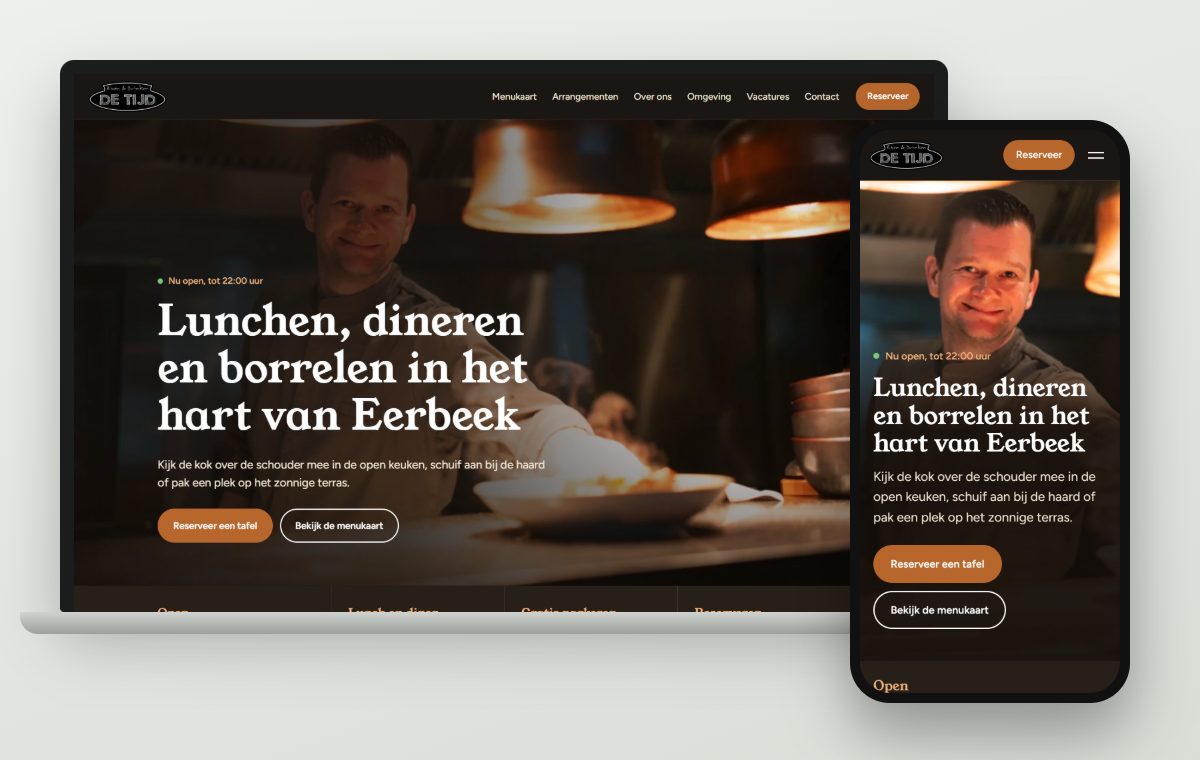 Eten & Drinken
DE TIJD
Menukaart
Arrangementen
Over ons
Omgeving
Vacatures
Contact
Reserveer
Nu open, tot 22:00 uur
Lunchen, dineren
en borrelen in het
hart van Eerbeek
Kijk de kok over de schouder mee in de open keuken, schuif aan bij de haard
of pak een plek op het zonnige terras.
Reserveer een tafel
Bekijk de menukaart
Open
DE TIJD
Reserveer
Nu open, tot 22:00 uur
Lunchen, dineren
en borrelen in het
hart van Eerbeek
Kijk de kok over de schouder mee in de
open keuken, schuif aan bij de haard of
pak een plek op het zonnige terras.
Reserveer een tafel
Bekijk de menukaart
Open